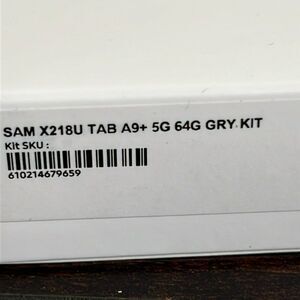 SAM X218U TAB A9+ 5G 64G GRY KIT
Kit SKU :
610214679659